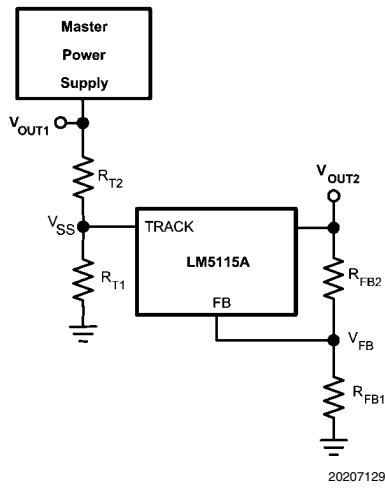 Master
Power
Supply
VOUT1
RT2
VSS
TRACK
RT1
LM5115A
FB
VOUT2
RFB2
VFB
RFB1
20207129